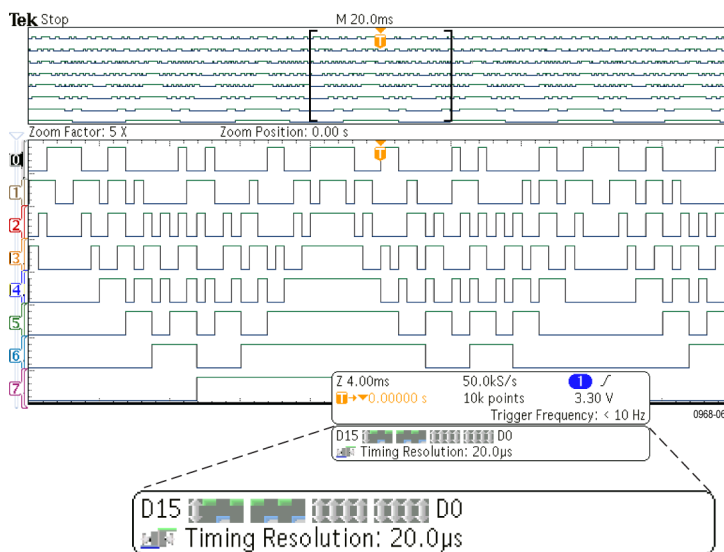 Tek Stop M 20.0ms
T
Zoom Factor: 5 X Zoom Position: 0.00 s
T
0
1
2
3
4
5
6
7
Z 4.00ms 50.0kS/s 1
T→▼0.00000 s 10k points 3.30 V
Trigger Frequency: < 10 Hz
0968-06
D15 D0
Timing Resolution: 20.0μs
D15 D0
Timing Resolution: 20.0μs